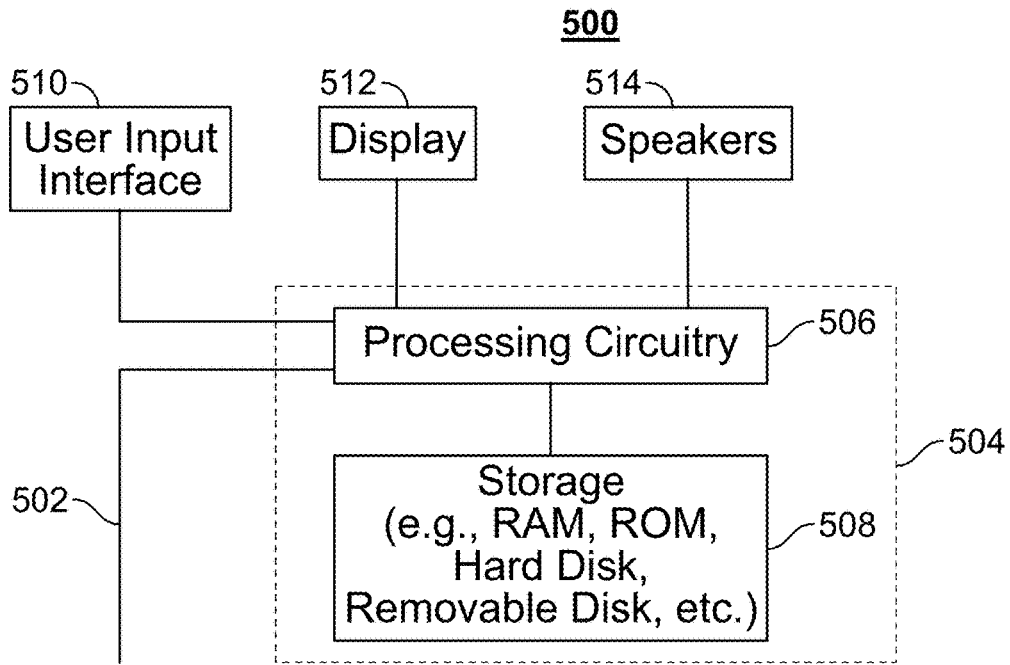 500
510
512
514
User Input
Interface
Display
Speakers
Processing Circuitry
506
504
502
Storage
(e.g., RAM, ROM,
Hard Disk,
Removable Disk, etc.)
508